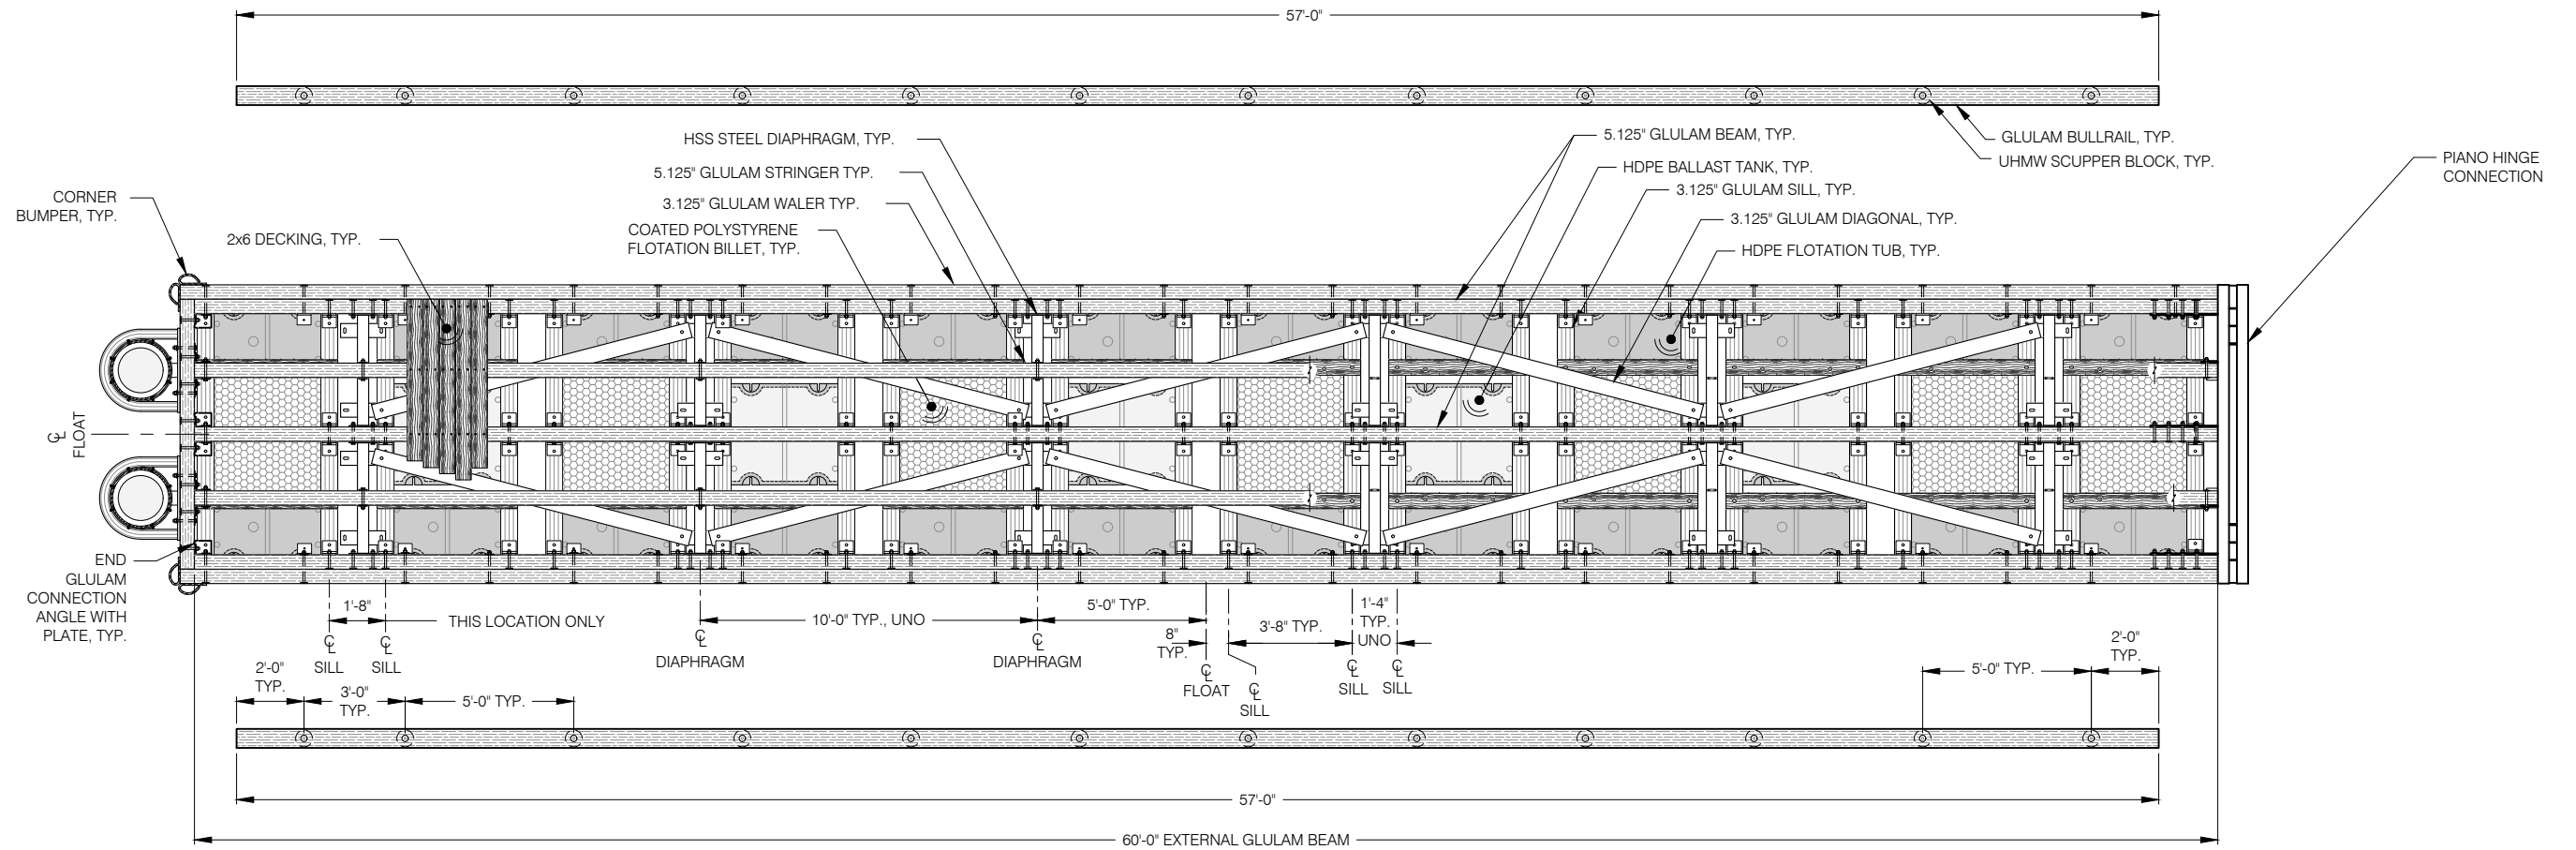 57'-0"
HSS STEEL DIAPHRAGM, TYP.
5.125" GLULAM STRINGER TYP.
3.125" GLULAM WALER TYP.
COATED POLYSTYRENE
FLOTATION BILLET, TYP.
5.125" GLULAM BEAM, TYP.
HDPE BALLAST TANK, TYP.
3.125" GLULAM SILL, TYP.
3.125" GLULAM DIAGONAL, TYP.
HDPE FLOTATION TUB, TYP.
GLULAM BULLRAIL, TYP.
UHMW SCUPPER BLOCK, TYP.
PIANO HINGE
CONNECTION
CORNER
BUMPER, TYP.
2x6 DECKING, TYP.
℄
FLOAT
END
GLULAM
CONNECTION
ANGLE WITH
PLATE, TYP.
1'-8"
THIS LOCATION ONLY
℄
SILL
℄
SILL
10'-0" TYP., UNO
℄
DIAPHRAGM
℄
DIAPHRAGM
5'-0" TYP.
8"
TYP.
℄
FLOAT
℄
SILL
3'-8" TYP.
1'-4"
TYP.
UNO
℄
SILL
℄
SILL
2'-0"
TYP.
3'-0"
TYP.
5'-0" TYP.
5'-0" TYP.
2'-0"
TYP.
57'-0"
60'-0" EXTERNAL GLULAM BEAM